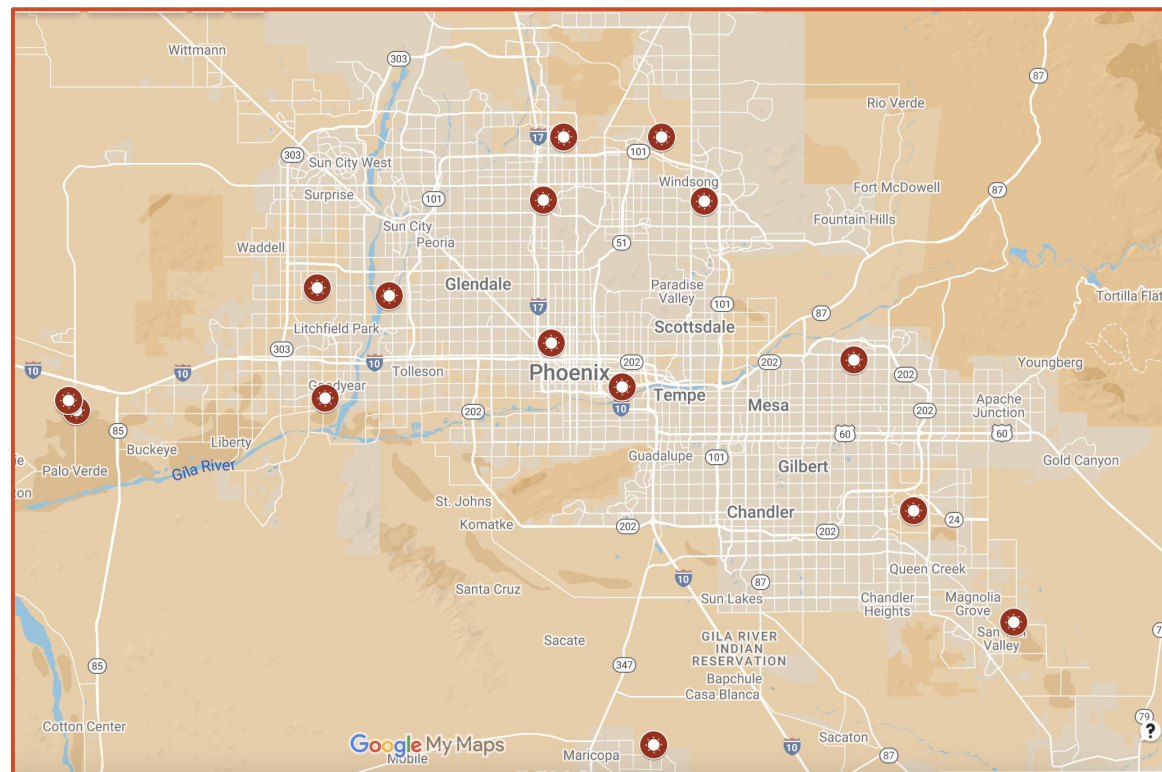 Wittmann
303
87
Rio Verde
17
101
303
Sun City West
Windsong
Surprise
101
Fort McDowell
87
Sun City
Fountain Hills
Peoria
51
Waddell
Glendale
Paradise
Valley
101
Tortilla Flat
17
87
Litchfield Park
Scottsdale
303
10
10
10
Tolleson
Phoenix
202
202
202
Youngberg
Tempe
Mesa
Apache
Junction
202
202
10
85
60
60
Buckeye
Liberty
Guadalupe
101
Gold Canyon
Palo Verde
Gila River
Gilbert
St. Johns
Chandler
Komatke
202
202
24
Queen Creek
10
87
Santa Cruz
Sun Lakes
Chandler
Heights
Magnolia
Grove
Valley
Sacate
GILA RIVER
INDIAN
RESERVATION
347
85
Bapchule
Casa Blanca
79
Cotton Center
?
Sacaton
Google My Maps
Mobile
Maricopa
10
87